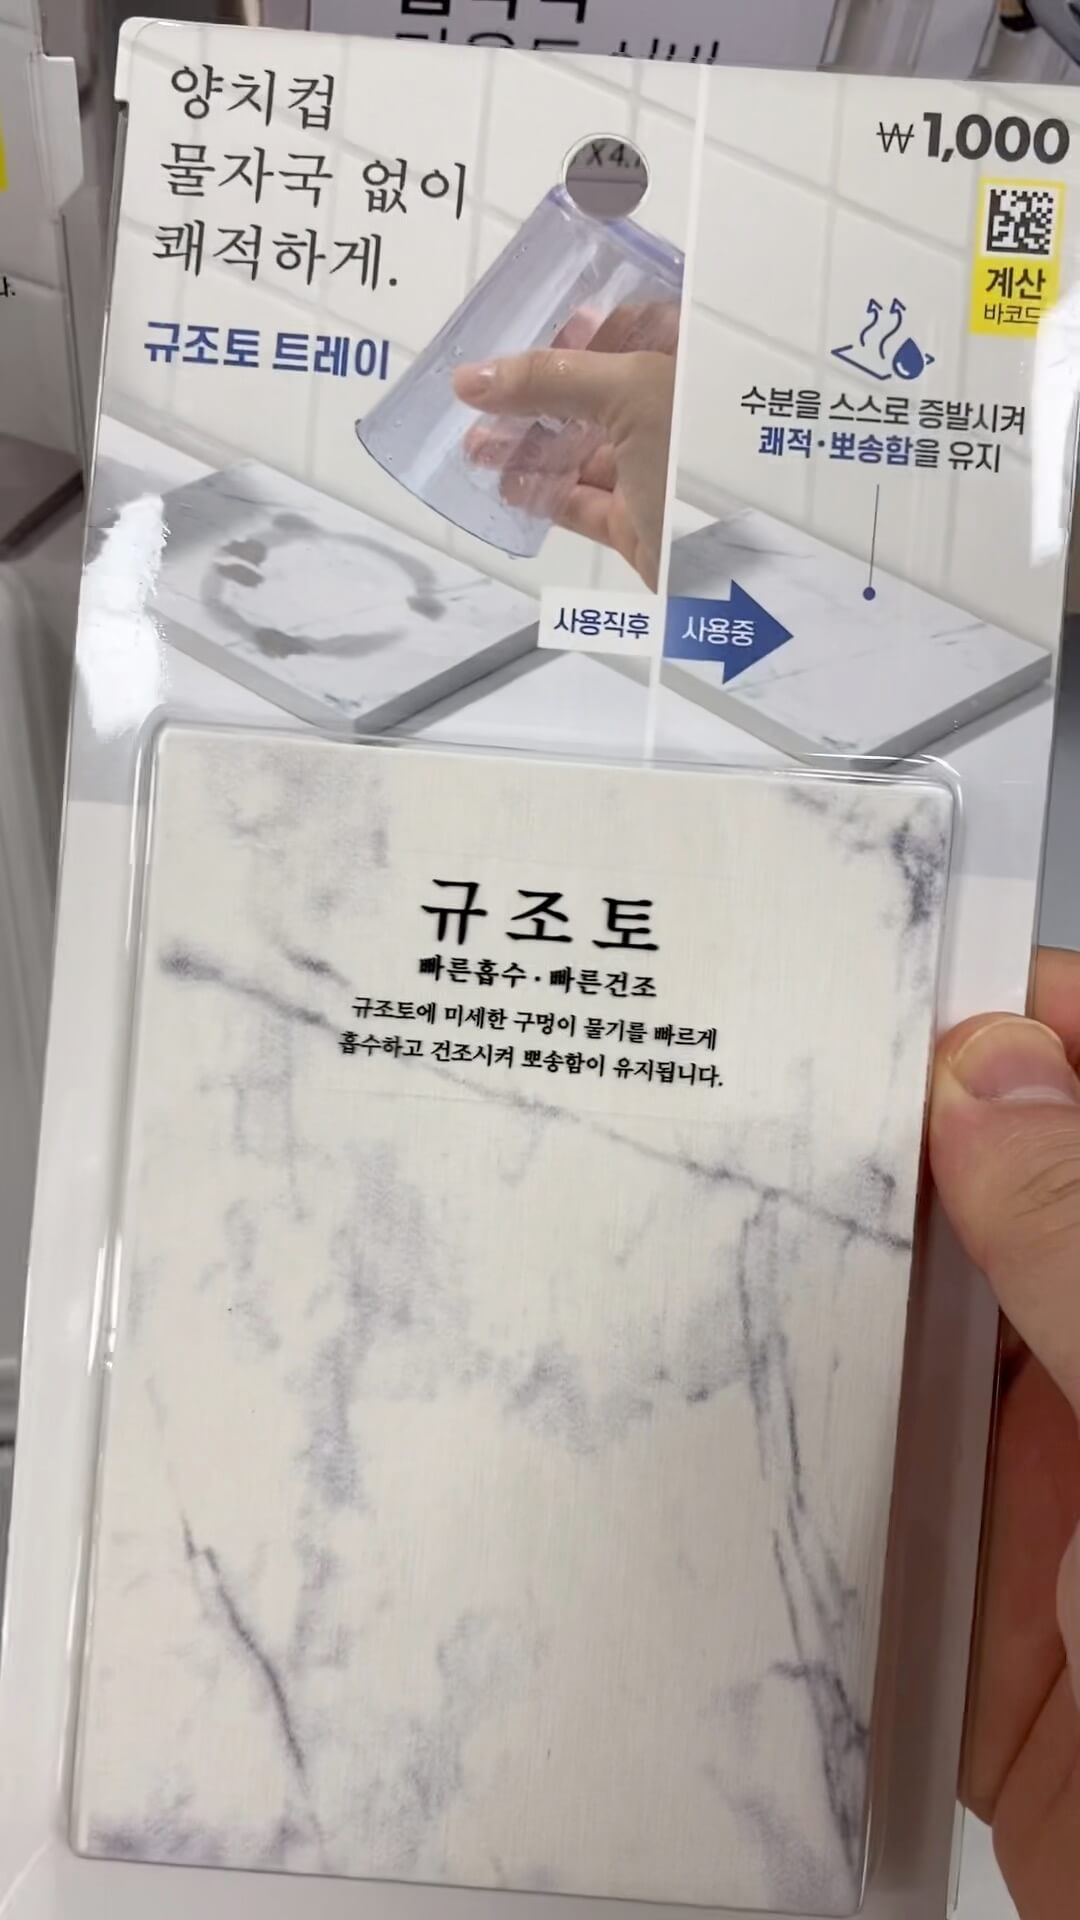 양치컵
물자국 없이
쾌적하게.
규조토 트레이
₩1,000
계산
바코드
수분을 스스로 증발시켜
쾌적·뽀송함을 유지
사용직후
사용중
규조토
빠른흡수·빠른건조
규조토에 미세한 구멍이 물기를 빠르게
흡수하고 건조시켜 뽀송함이 유지됩니다.